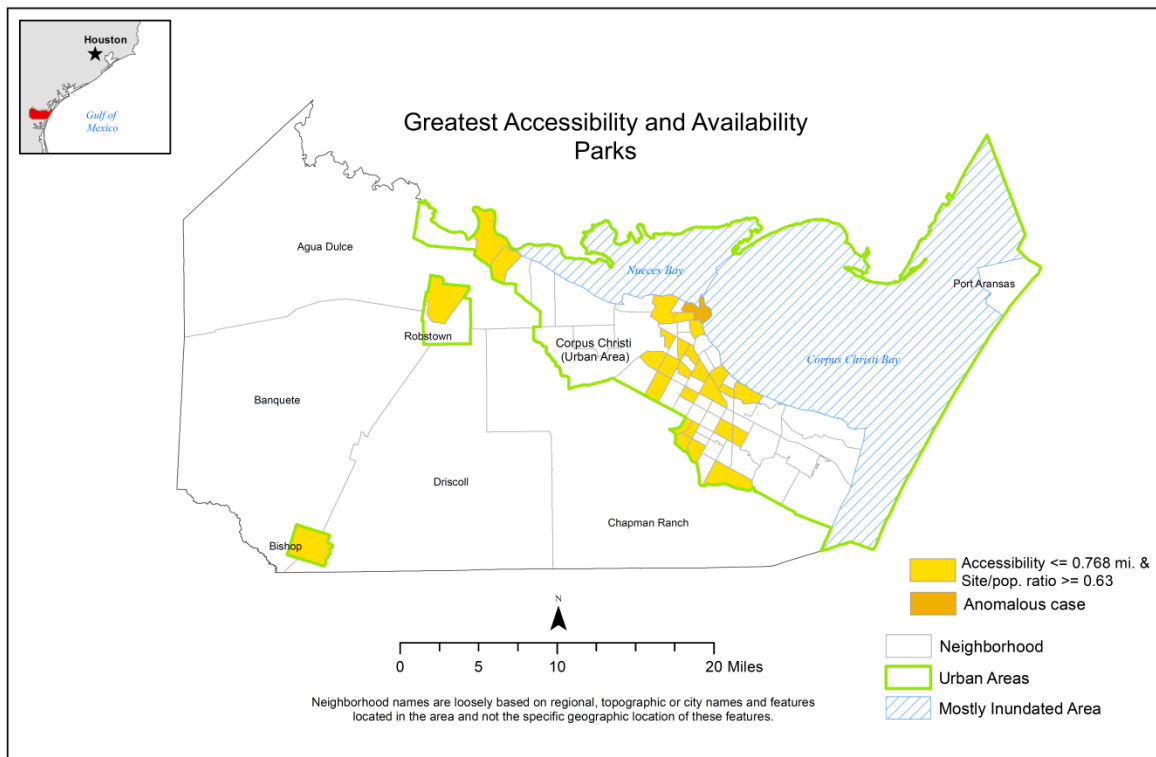 Houston
Gulf of
Mexico
Greatest Accessibility and Availability
Parks
Agua Dulce
Nueces Bay
Port Aransas
Robstown
Corpus Christi
(Urban Area)
Corpus Christi Bay
Banquete
Driscoll
Chapman Ranch
Bishop
Accessibility <= 0.768 mi. &
Site/pop. ratio >= 0.63
Anomalous case
N
0 5 10 20 Miles
Neighborhood
Urban Areas
Mostly Inundated Area
Neighborhood names are loosely based on regional, topographic or city names and features
located in the area and not the specific geographic location of these features.